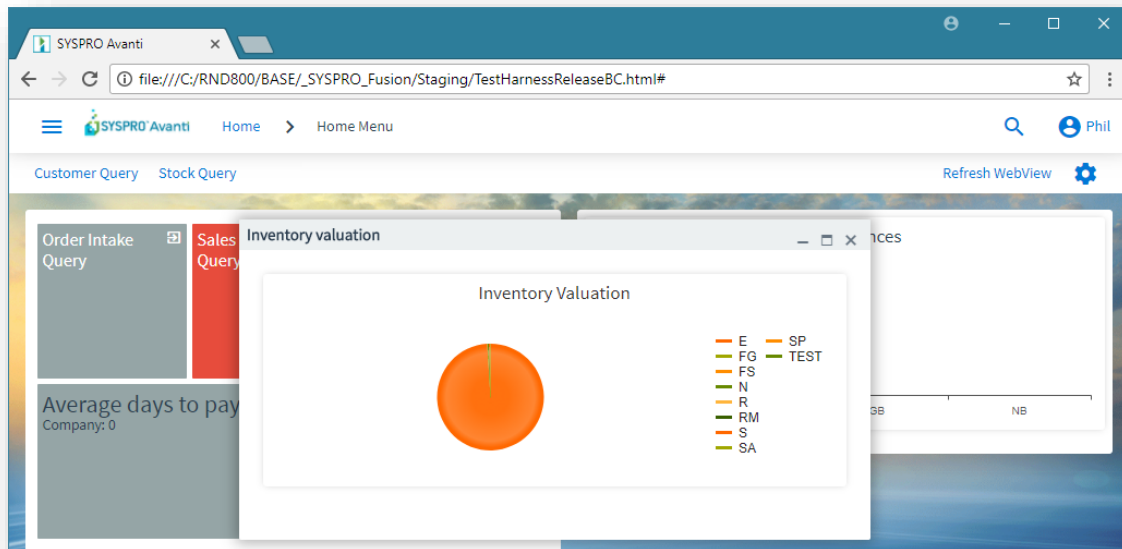 SYSPRO Avanti
file:///C:/RND800/BASE/_SYSPRO_Fusion/Staging/TestHarnessReleaseBC.html#
SYSPRO Avanti
Home
Home Menu
Phil
Customer Query
Stock Query
Refresh WebView
Order Intake
Query
Sales
Query
Average days to pay
Company: 0
Inventory valuation
Inventory Valuation
E
FG
FS
N
R
RM
S
SA
SP
TEST
nces
GB
NB